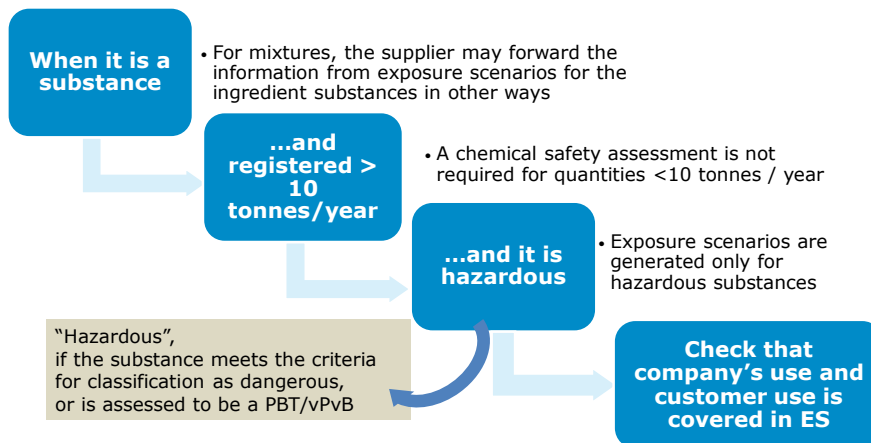 When it is a
substance
• For mixtures, the supplier may forward the
information from exposure scenarios for the
ingredient substances in other ways
...and
registered >
10
tonnes/year
• A chemical safety assessment is not
required for quantities <10 tonnes / year
...and it is
hazardous
• Exposure scenarios are
generated only for
hazardous substances
“Hazardous”,
if the substance meets the criteria
for classification as dangerous,
or is assessed to be a PBT/vPvB
Check that
company’s use and
customer use is
covered in ES